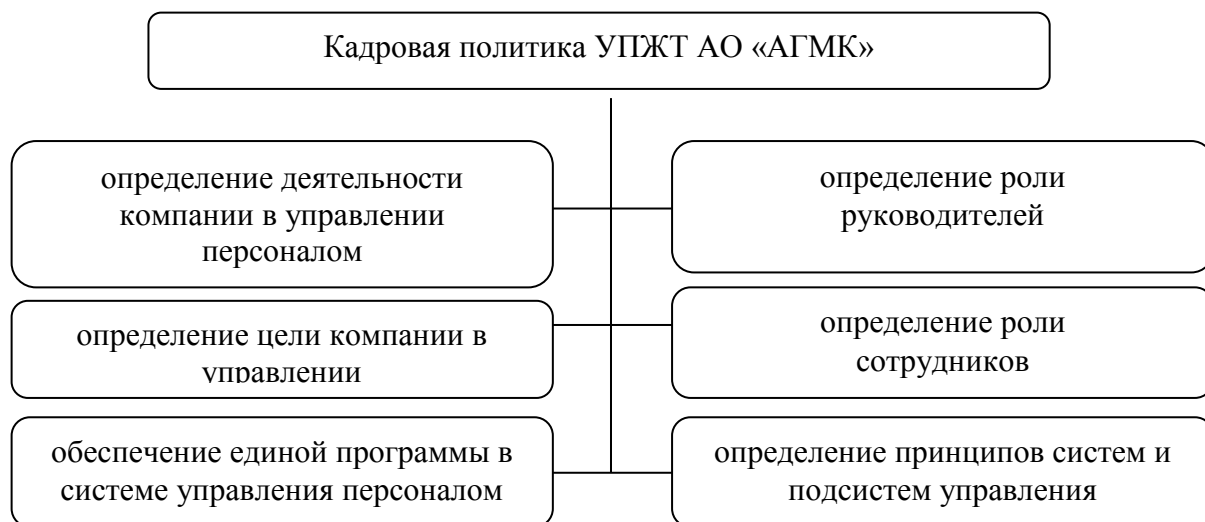 Кадровая политика УПЖТ АО «АГМК»
определение деятельности
компании в управлении
персоналом
определение роли
руководителей
определение цели компании в
управлении
определение роли
сотрудников
обеспечение единой программы в
системе управления персоналом
определение принципов систем и
подсистем управления